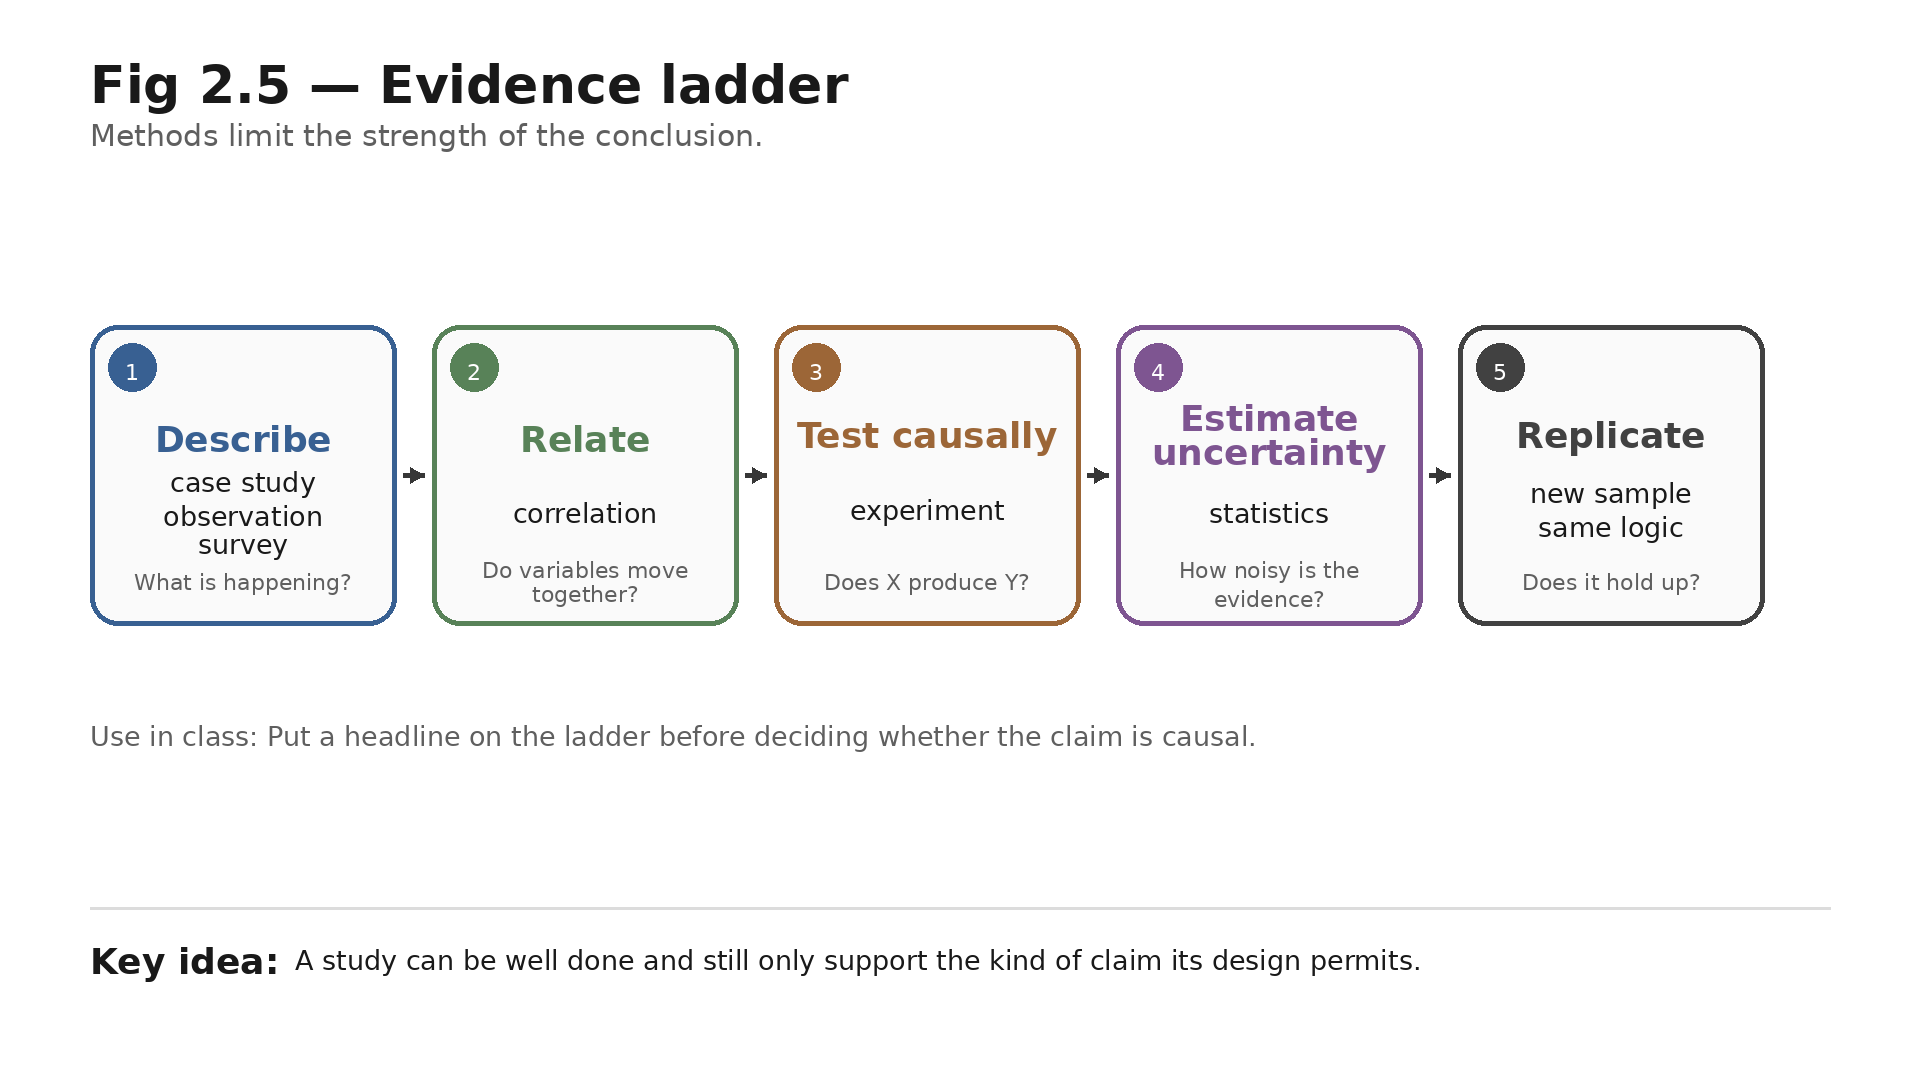 Fig 2.5 — Evidence ladder
Methods limit the strength of the conclusion.
1
Describe
case study
observation
survey
What is happening?
2
Relate
correlation
Do variables move
together?
3
Test causally
experiment
Does X produce Y?
4
Estimate
uncertainty
statistics
How noisy is the
evidence?
5
Replicate
new sample
same logic
Does it hold up?
Use in class: Put a headline on the ladder before deciding whether the claim is causal.
Key idea: A study can be well done and still only support the kind of claim its design permits.